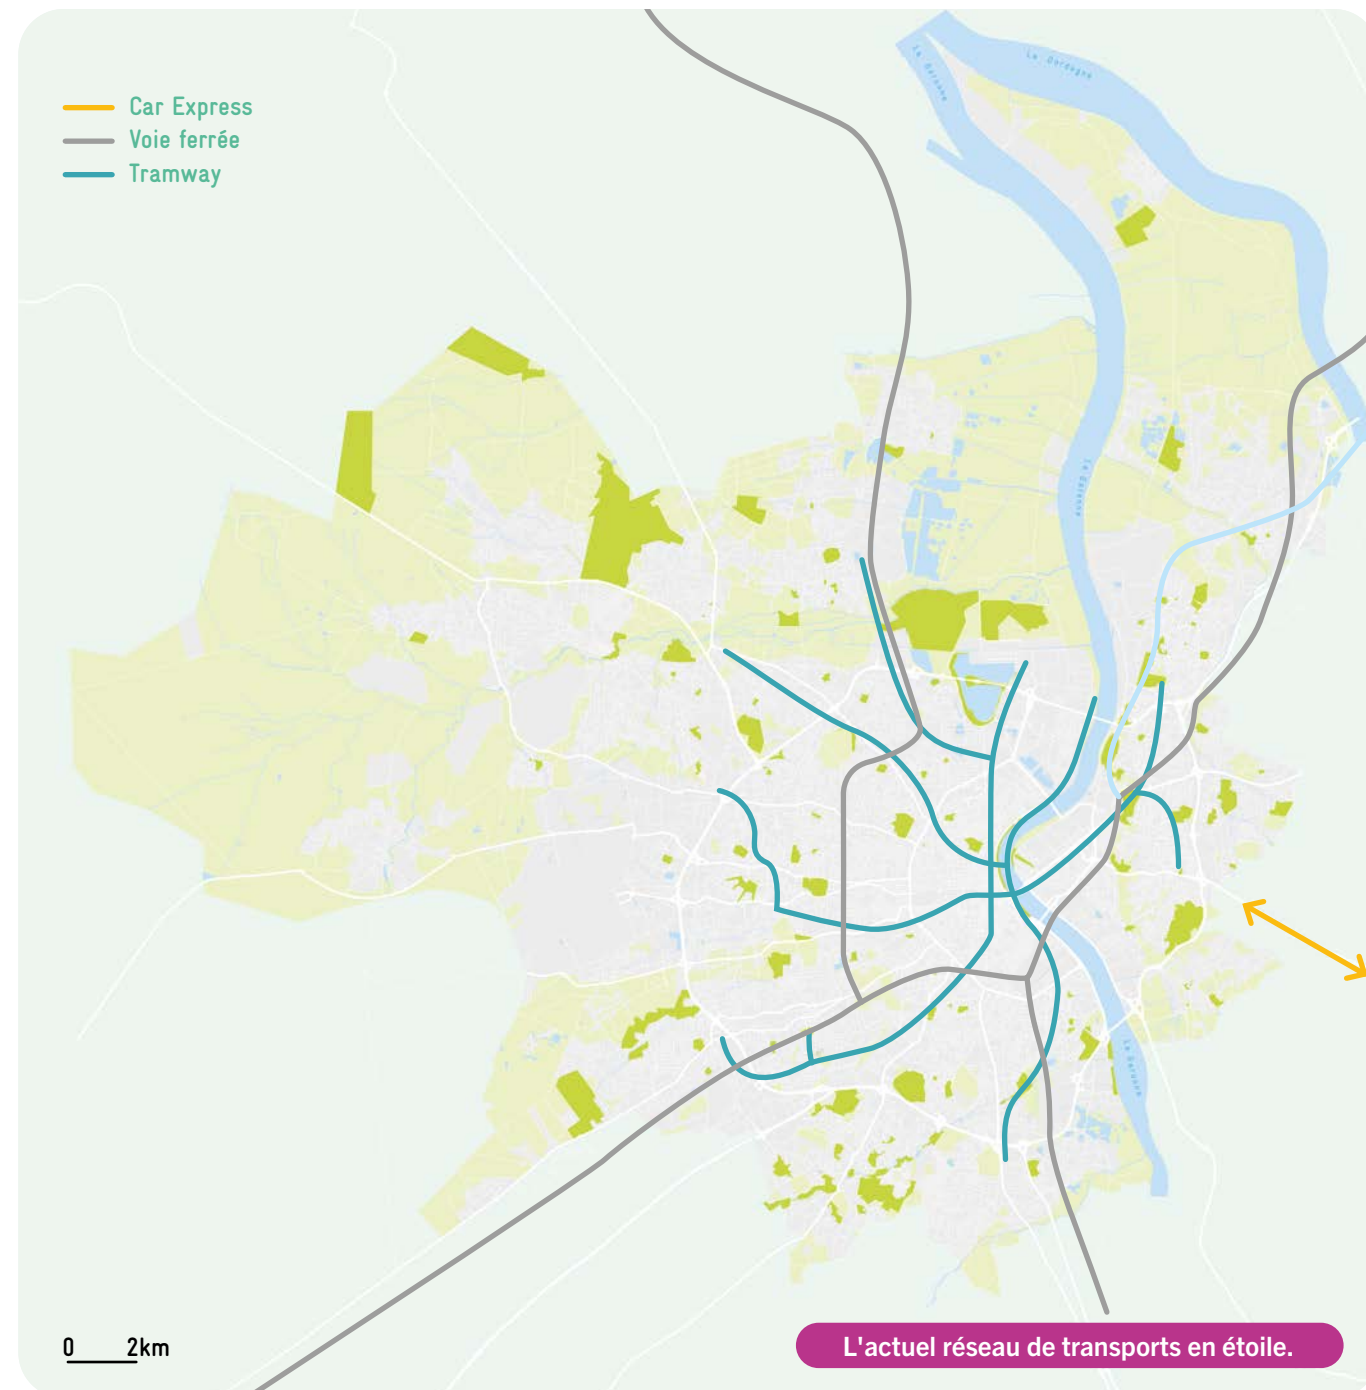 La Garonne
La Dordogne
Car Express
Voie ferrée
Tramway
La Garonne
La Garonne
0 2km
L'actuel réseau de transports en étoile.